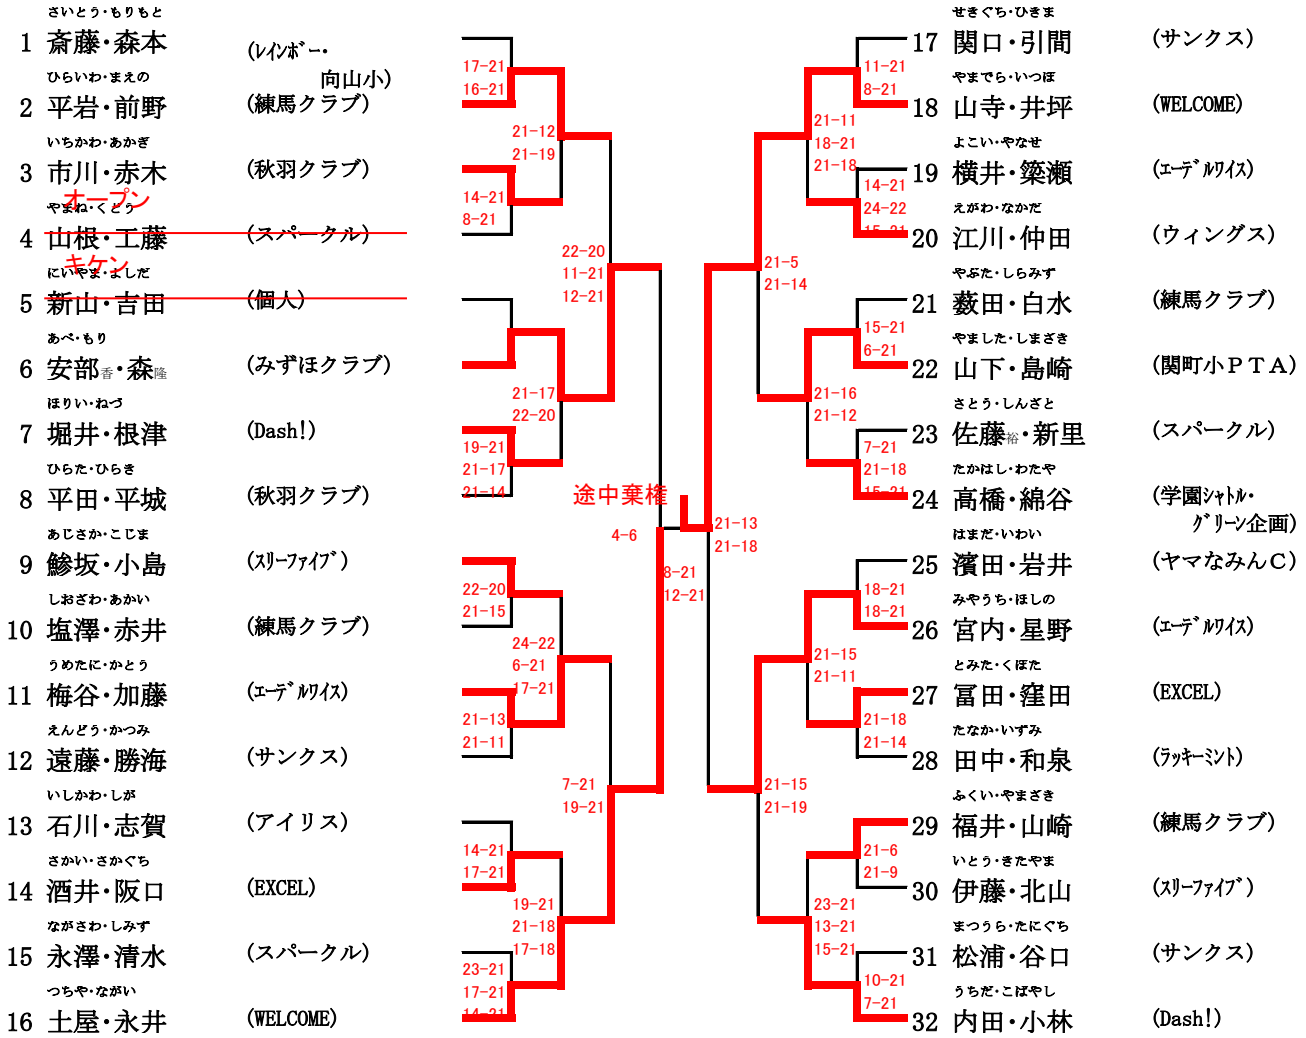 さいとう・もりもと
1 斎藤・森本 (レインボー・
向山小)
ひらいわ・まえの
2 平岩・前野 (練馬クラブ)
いちかわ・あかぎ
3 市川・赤木 (秋羽クラブ)
オープン
やまね・くどう
4 山根・工藤 (スパークル)
キケン
にいやま・よしだ
5 新山・吉田 (個人)
あべ・もり
6 安部香・森隆 (みずほクラブ)
ほりい・ねづ
7 堀井・根津 (Dash!)
ひらた・ひらき
8 平田・平城 (秋羽クラブ)
あじさか・こじま
9 鯵坂・小島 (スリーファイブ)
しおざわ・あかい
10 塩澤・赤井 (練馬クラブ)
うめたに・かとう
11 梅谷・加藤 (エーデルワイス)
えんどう・かつみ
12 遠藤・勝海 (サンクス)
いしかわ・しが
13 石川・志賀 (アイリス)
さかい・さかぐち
14 酒井・阪口 (EXCEL)
ながさわ・しみず
15 永澤・清水 (スパークル)
つちや・ながい
16 土屋・永井 (WELCOME)
17-21
16-21
14-21
8-21
19-21
21-17
21-14
22-20
21-15
21-13
21-11
14-21
17-21
23-21
17-21
14-21
21-12
21-19
21-17
22-20
24-22
6-21
17-21
19-21
21-18
17-18
22-20
11-21
12-21
7-21
19-21
途中棄権
4-6
8-21
12-21
21-13
21-18
21-5
21-14
21-15
21-19
21-11
18-21
21-18
21-16
21-12
21-15
21-11
23-21
13-21
15-21
11-21
8-21
14-21
24-22
15-21
15-21
6-21
7-21
21-18
15-21
18-21
18-21
21-18
21-14
21-6
21-9
10-21
7-21
せきぐち・ひきま
17 関口・引間 (サンクス)
やまでら・いつぼ
18 山寺・井坪 (WELCOME)
よこい・やなせ
19 横井・簗瀬 (エーデルワイス)
えがわ・なかだ
20 江川・仲田 (ウィングス)
やぶた・しらみず
21 薮田・白水 (練馬クラブ)
やました・しまざき
22 山下・島崎 (関町小ＰＴＡ)
さとう・しんざと
23 佐藤裕・新里 (スパークル)
たかはし・わたや
24 高橋・綿谷 (学園シャトル・
グリーン企画)
はまだ・いわい
25 濱田・岩井 (ヤマなみんＣ)
みやうち・ほしの
26 宮内・星野 (エーデルワイス)
とみた・くぼた
27 冨田・窪田 (EXCEL)
たなか・いずみ
28 田中・和泉 (ラッキーミント)
ふくい・やまざき
29 福井・山崎 (練馬クラブ)
いとう・きたやま
30 伊藤・北山 (スリーファイブ)
まつうら・たにぐち
31 松浦・谷口 (サンクス)
うちだ・こばやし
32 内田・小林 (Dash!)